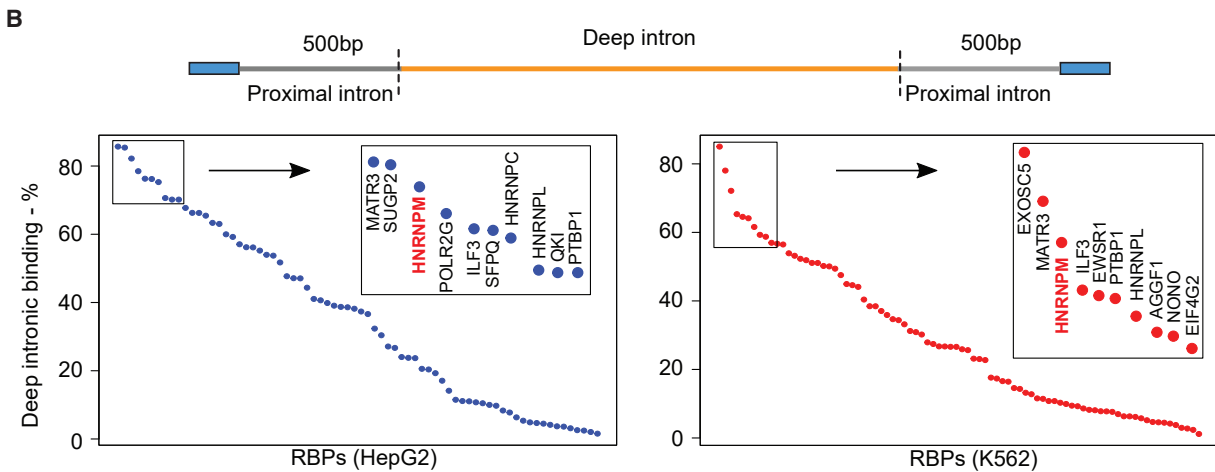 B
500bp
Deep intron
500bp
Proximal intron
Proximal intron
Deep intronic binding - %
80
60
40
20
0
MATR3
SUGP2
HNRNPM
POLR2G
ILF3
SFPQ
HNRNPC
HNRNPL
QKI
PTBP1
RBPs (HepG2)
80
60
40
20
0
EXOSC5
MATR3
HNRNPM
ILF3
EWSR1
PTBP1
HNRNPL
AGGF1
NONO
EIF4G2
RBPs (K562)